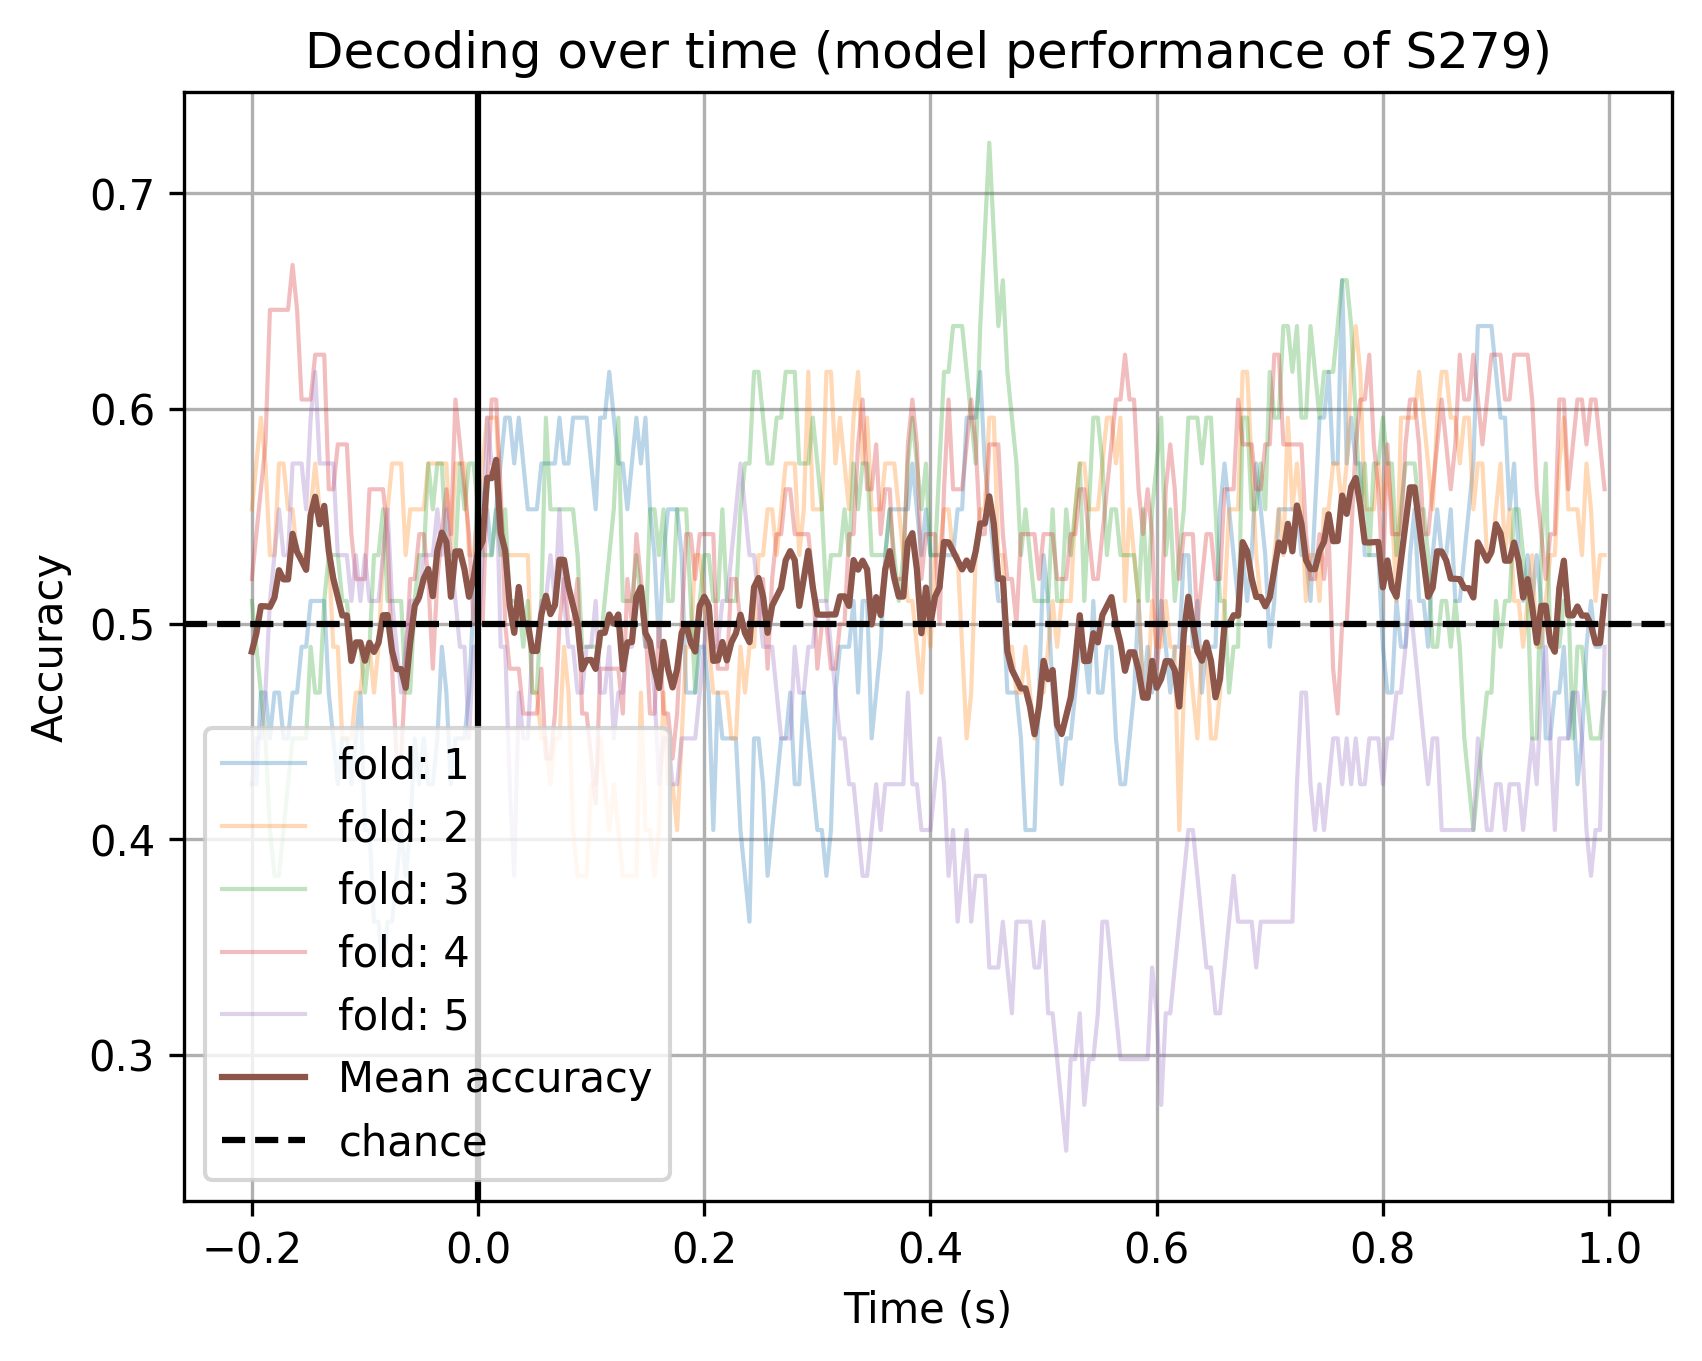 Decoding over time (model performance of S279)
Accuracy
0.7
0.6
0.5
0.4
0.3
fold: 1
fold: 2
fold: 3
fold: 4
fold: 5
Mean accuracy
chance
−0.2 0.0 0.2 0.4 0.6 0.8 1.0
Time (s)